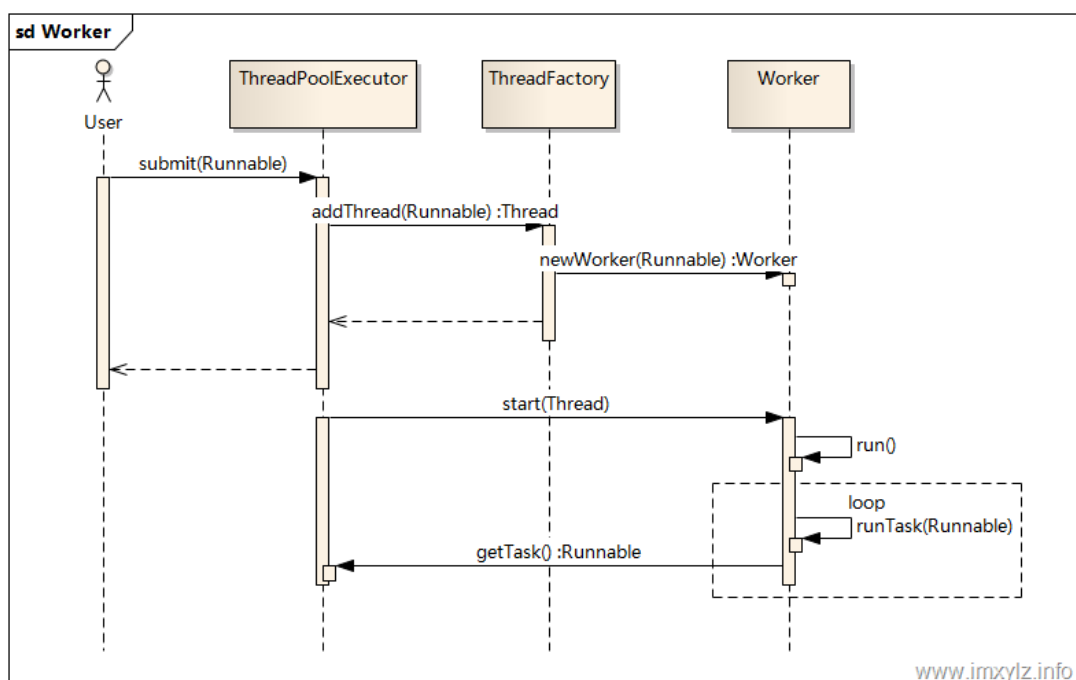 sd Worker
User
ThreadPoolExecutor
ThreadFactory
Worker
submit(Runnable)
addThread(Runnable) :Thread
newWorker(Runnable) :Worker
start(Thread)
run()
loop
runTask(Runnable)
getTask() :Runnable
www.imxylz.info